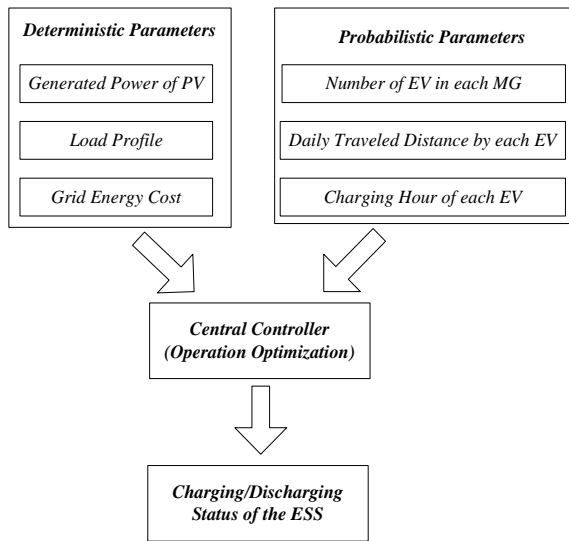 Deterministic Parameters
Generated Power of PV
Load Profile
Grid Energy Cost
Probabilistic Parameters
Number of EV in each MG
Daily Traveled Distance by each EV
Charging Hour of each EV
Central Controller
(Operation Optimization)
Charging/Discharging
Status of the ESS